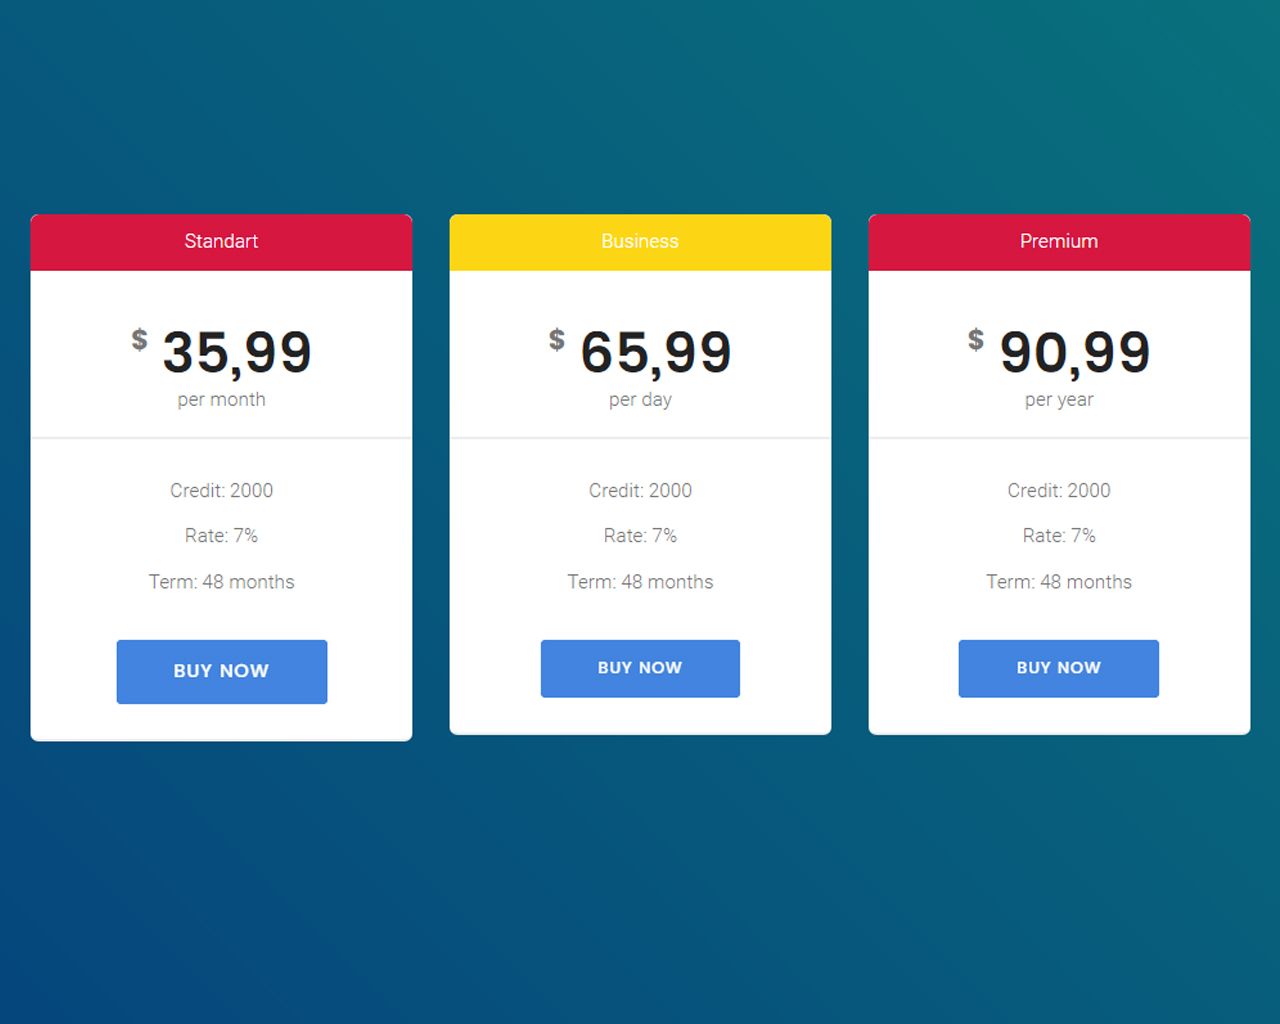 Standart
$ 35,99
per month
Credit: 2000
Rate: 7%
Term: 48 months
BUY NOW
Business
$ 65,99
per day
Credit: 2000
Rate: 7%
Term: 48 months
BUY NOW
Premium
$ 90,99
per year
Credit: 2000
Rate: 7%
Term: 48 months
BUY NOW